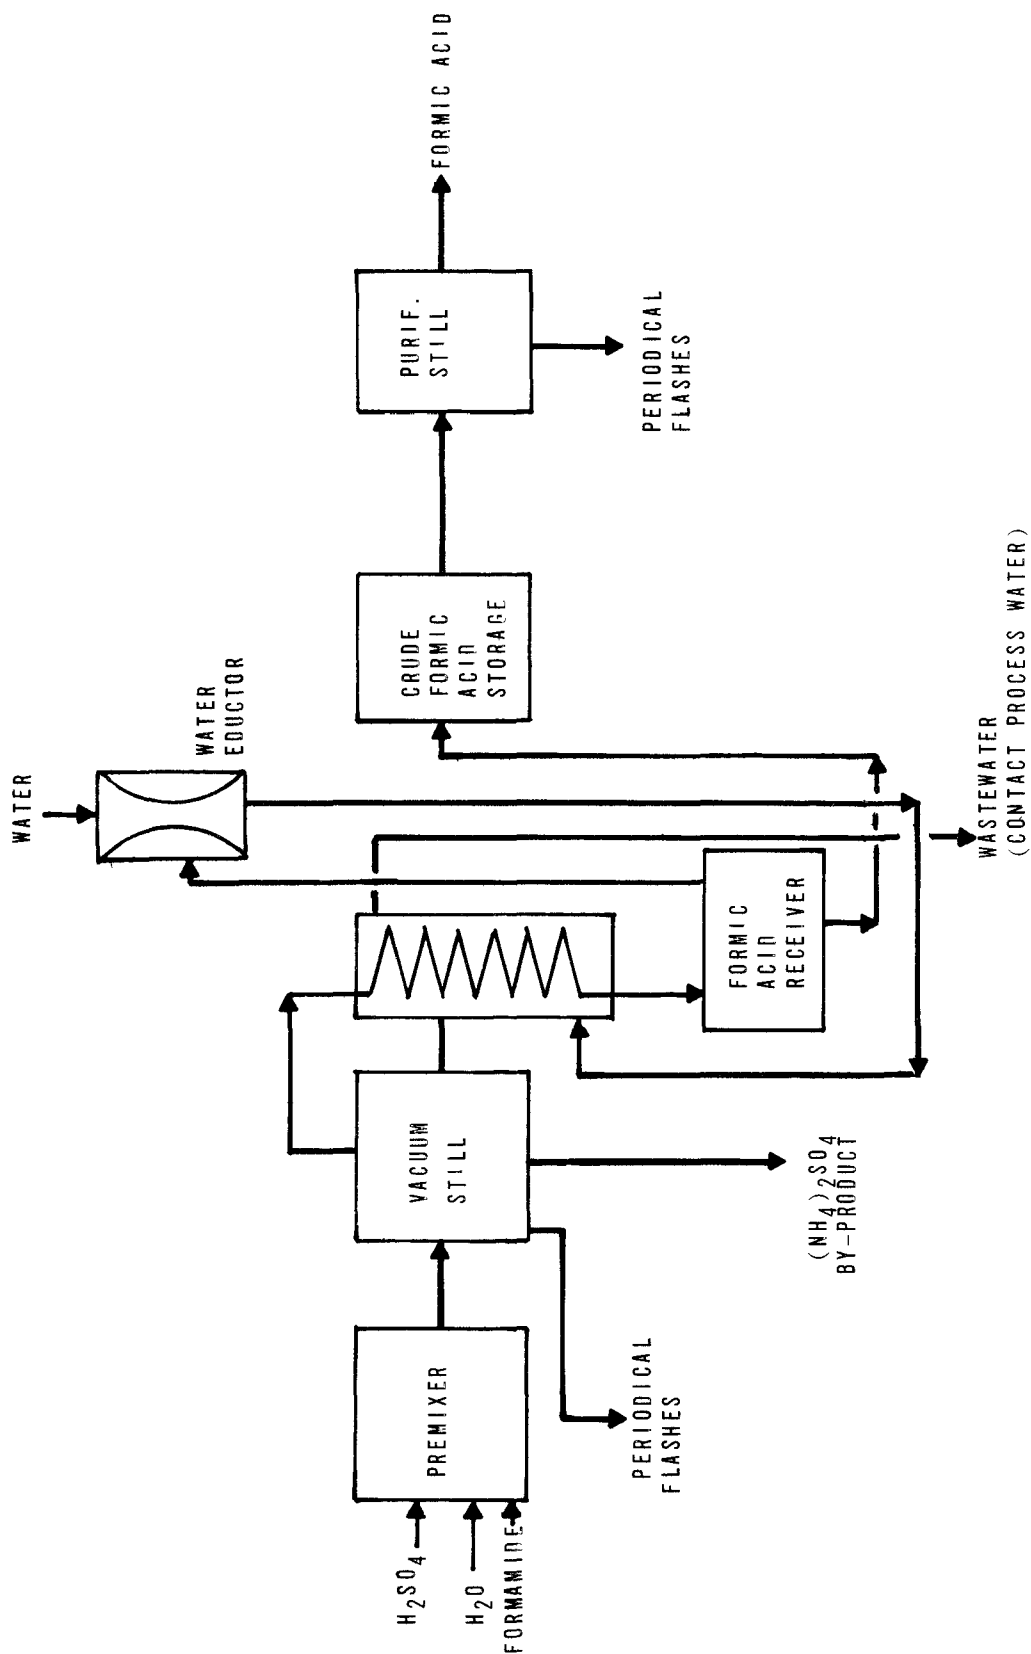 WATER
WATER
EDUCTOR
H2SO4
H2O
FORMAMIDE
PREMIXER
VACUUM
STILL
CRUDE
FORMIC
ACID
STORAGE
PURIF.
STILL
FORMIC ACID
FORMIC
ACID
RECEIVER
PERIODICAL
FLASHES
(NH4)2SO4
BY-PRODUCT
WASTEWATER
(CONTACT PROCESS WATER)
PERIODICAL
FLASHES